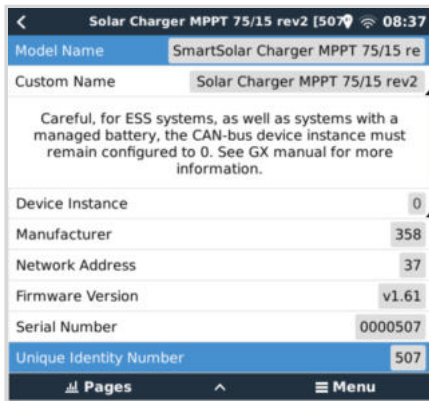 Solar Charger MPPT 75/15 rev2 [507 08:37
Model Name SmartSolar Charger MPPT 75/15 re
Custom Name Solar Charger MPPT 75/15 rev2
Careful, for ESS systems, as well as systems with a
managed battery, the CAN-bus device instance must
remain configured to 0. See GX manual for more
information.
Device Instance 0
Manufacturer 358
Network Address 37
Firmware Version v1.61
Serial Number 0000507
Unique Identity Number 507
Pages Menu